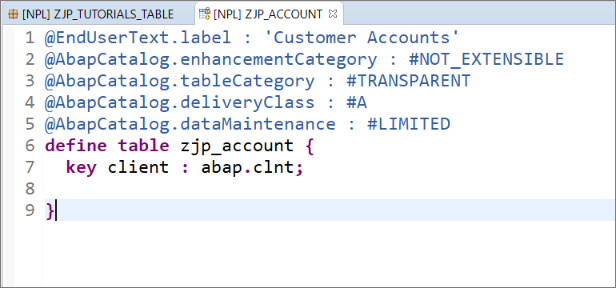 [NPL] ZJP_TUTORIALS_TABLE [NPL] ZJP_ACCOUNT
1 @EndUserText.label : 'Customer Accounts'
2 @AbapCatalog.enhancementCategory : #NOT_EXTENSIBLE
3 @AbapCatalog.tableCategory : #TRANSPARENT
4 @AbapCatalog.deliveryClass : #A
5 @AbapCatalog.dataMaintenance : #LIMITED
6 define table zjp_account {
7   key client : abap.clnt;
8
9 }